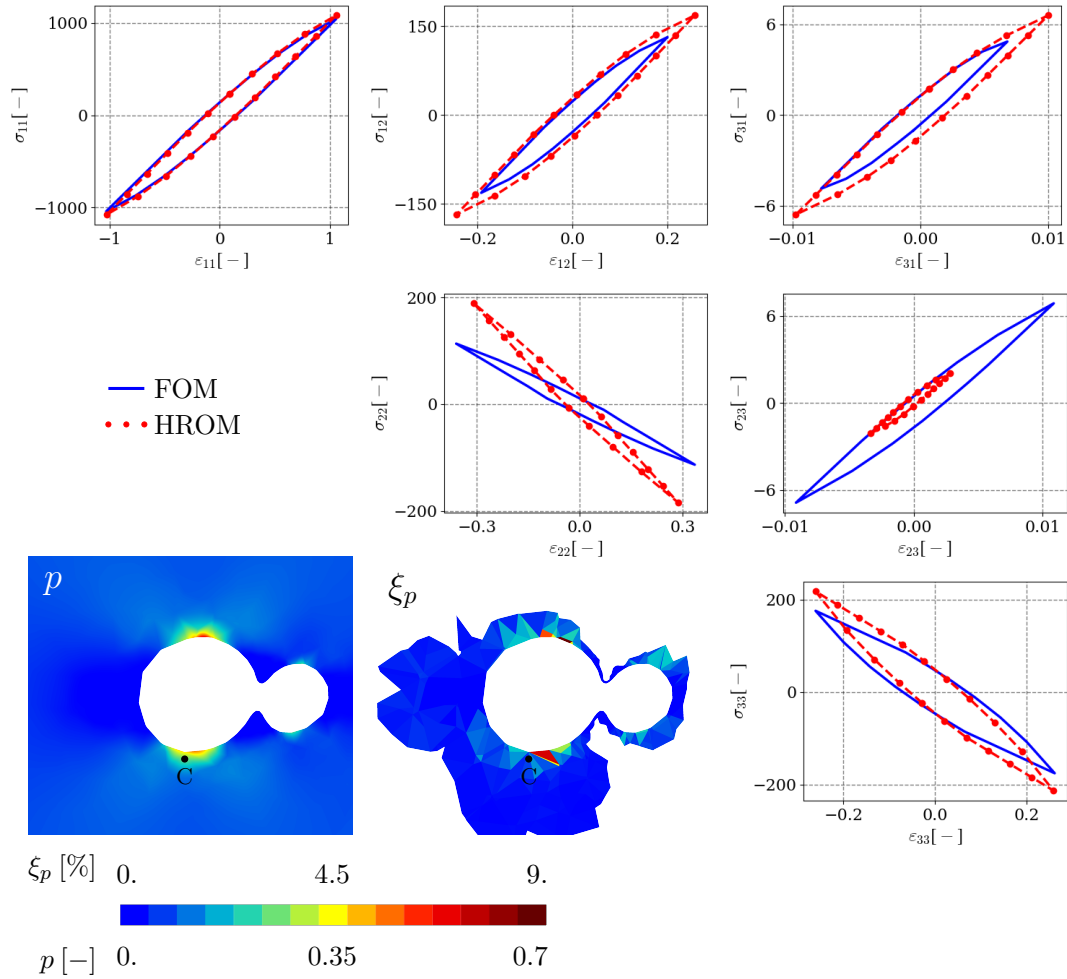 1000
0
−1000
σ₁₁[−]
−1
0
1
ε₁₁[−]
150
0
−150
σ₁₂[−]
−0.2
0.0
0.2
ε₁₂[−]
6
0
−6
σ₃₁[−]
−0.01
0.00
0.01
ε₃₁[−]
FOM
HROM
200
0
−200
σ₂₂[−]
−0.3
0.0
0.3
ε₂₂[−]
6
0
−6
σ₂₃[−]
−0.01
0.00
0.01
ε₂₃[−]
p
C
ξₚ
C
200
0
−200
σ₃₃[−]
−0.2
0.0
0.2
ε₃₃[−]
ξₚ [%] 0. 4.5 9.
p [−] 0. 0.35 0.7